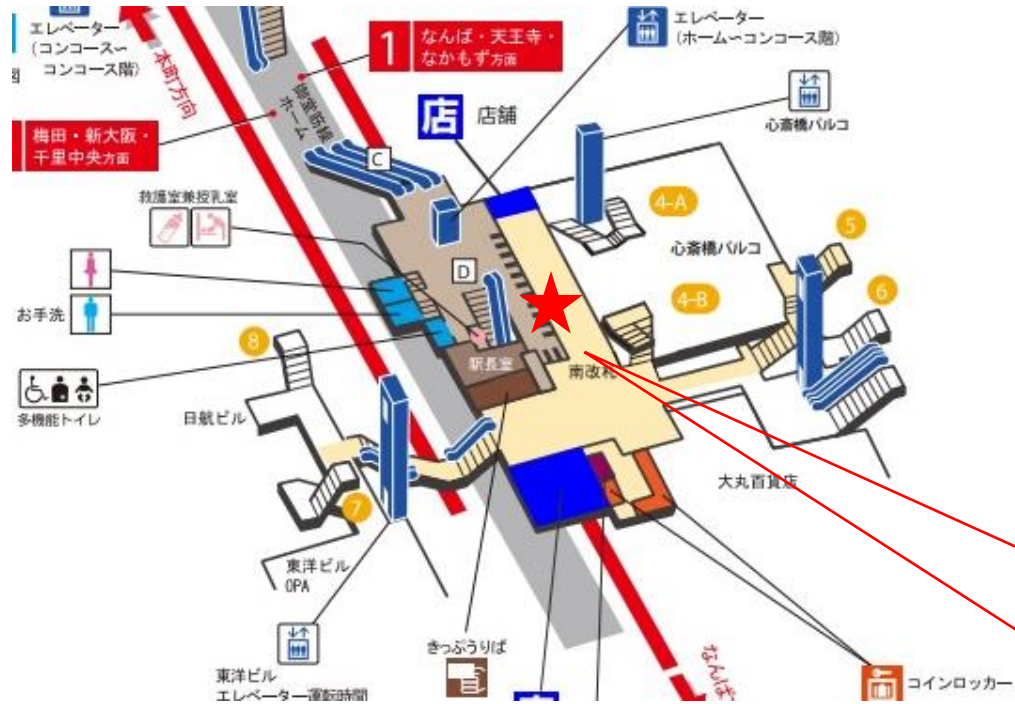 エレベーター
(コンコース〜
コンコース階)
図
本町方向
1
なんば・天王寺・
なかもず方面
エレベーター
(ホーム〜コンコース階)
店
店舗
心斎橋パルコ
御堂筋線
ホーム
梅田・新大阪・
千里中央方面
C
救護室兼授乳室
4-A
心斎橋パルコ
5
D
4-B
6
お手洗
8
駅長室
南改札
多機能トイレ
日航ビル
大丸百貨店
7
東洋ビル
OPA
きっぷうりば
なんば
東洋ビル
エレベーター運転時間
コインロッカー